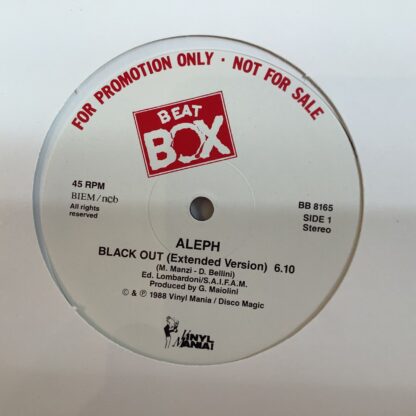 FOR PROMOTION ONLY · NOT FOR SALE
BEAT
BOX
45 RPM
BIEM/ncb
All rights
reserved
BB 8165
SIDE 1
Stereo
ALEPH
BLACK OUT (Extended Version) 6.10
(M. Manzi - D. Bellini)
Ed. Lombardoni/S.A.I.F.A.M.
Produced by G. Maiolini
© & ℗ 1988 Vinyl Mania / Disco Magic
VINYL
MANIA!